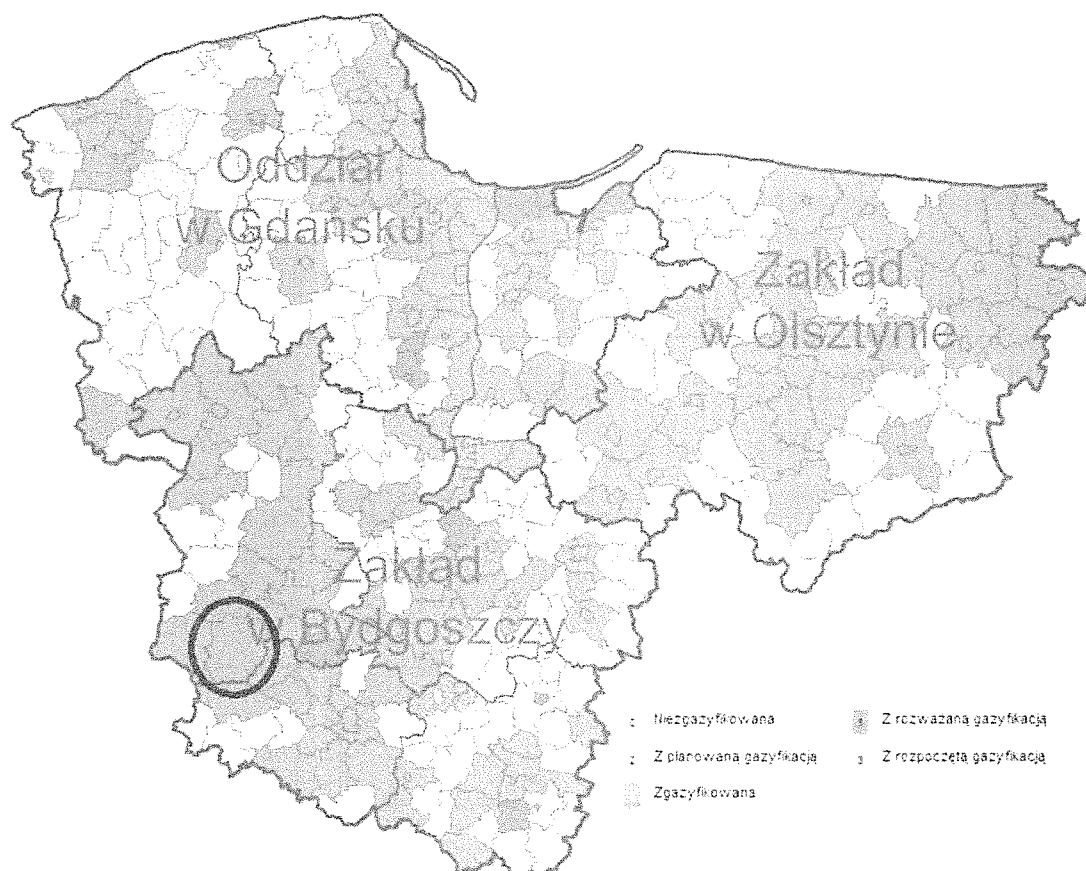 Oddział
w Gdańsku
Zakład
w Olsztynie
Zakład
w Bydgoszczy
Niezgazyfikowana
Z rozważaną gazyfikacją
Z planowaną gazyfikacją
Z rozpoczętą gazyfikacją
Zgazyfikowana